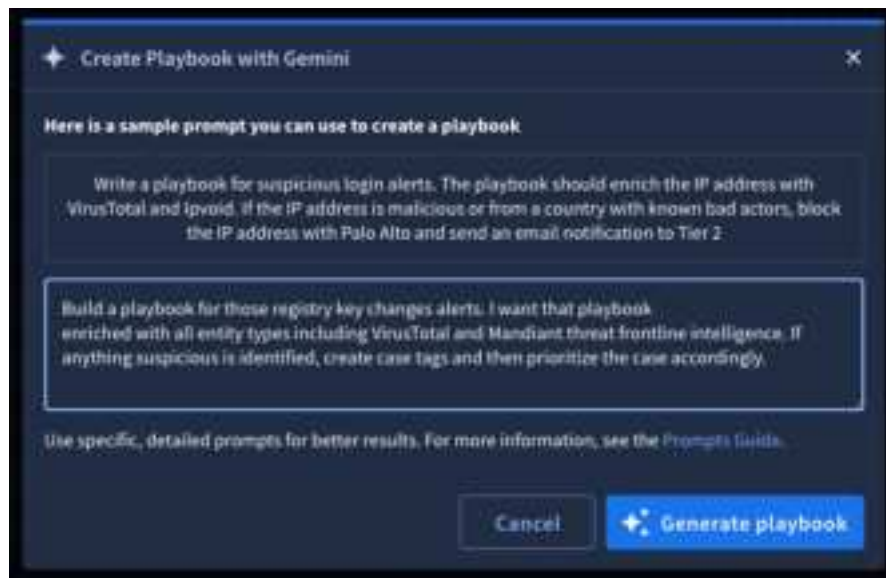 Create Playbook with Gemini
Here is a sample prompt you can use to create a playbook
Write a playbook for suspicious login alerts. The playbook should enrich the IP address with
VirusTotal and Ipvoid. If the IP address is malicious or from a country with known bad actors, block
the IP address with Palo Alto and send an email notification to Tier 2
Build a playbook for those registry key changes alerts. I want that playbook
enriched with all entity types including VirusTotal and Mandiant threat frontline intelligence. If
anything suspicious is identified, create case tags and then prioritize the case accordingly.
Use specific, detailed prompts for better results. For more information, see the Prompts Guide.
Cancel
Generate playbook